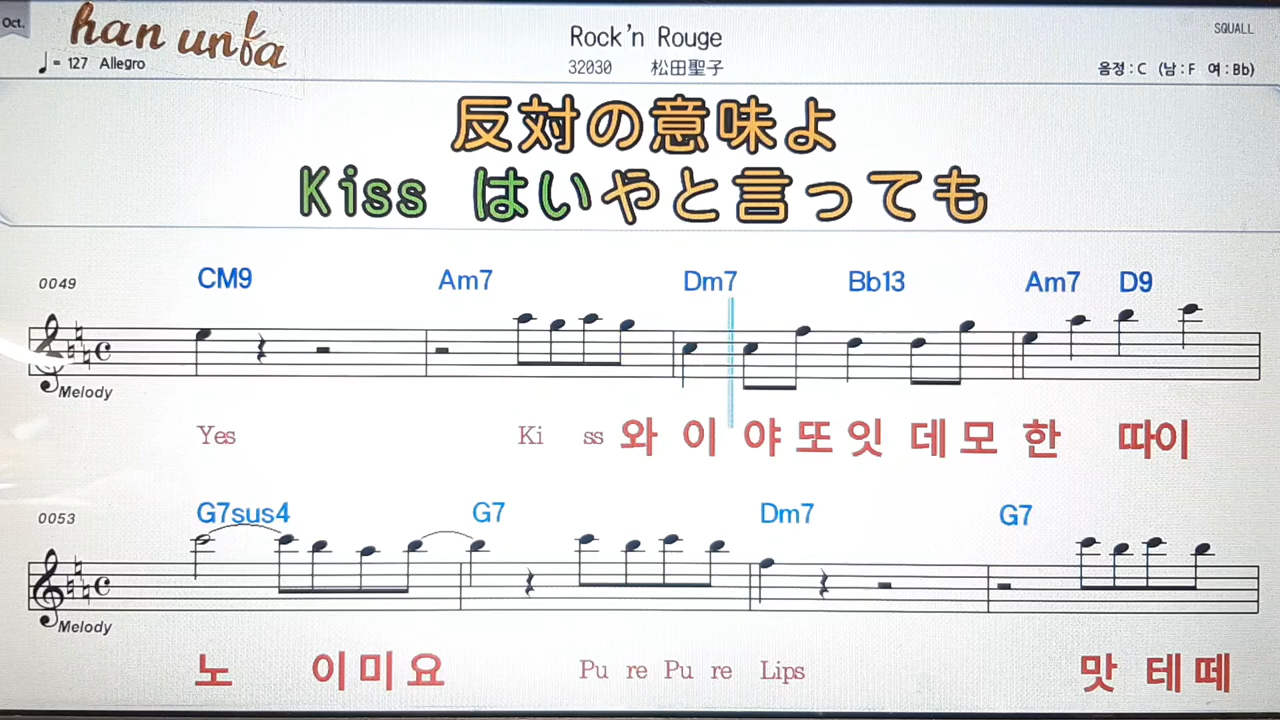 Oct.
han unba
Rock'n Rouge
SQUALL
♩= 127 Allegro
32030 松田聖子
음정 : C (남 : F 여 : Bb)
反対の意味よ
Kiss はいやと言っても
0049 CM9 Am7 Dm7 Bb13 Am7 D9
Melody
Yes Ki ss 와 이 야 또 잇 데 모 한 따이
0053 G7sus4 G7 Dm7 G7
Melody
노 이 미 요 Pu re Pu re Lips 맛 테 떼